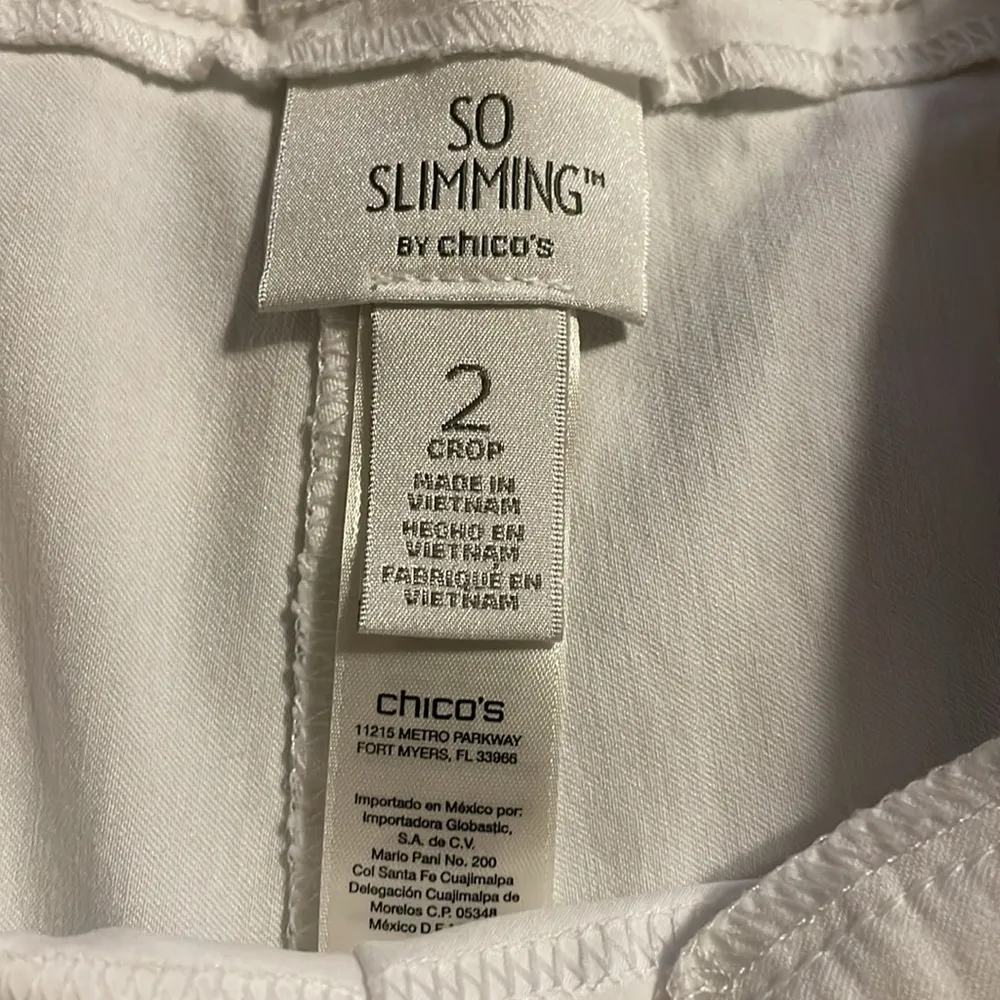 SO
SLIMMING™
BY chico's
2
CROP
MADE IN
VIETNAM
HECHO EN
VIETNAM
FABRIQUÉ EN
VIETNAM
chico's
11215 METRO PARKWAY
FORT MYERS, FL 33966
Importado en México por:
Importadora Globastic,
S.A. de C.V.
Mario Pani No. 200
Col Santa Fe Cuajimalpa
Delegación Cuajimalpa de
Morelos C.P. 05348
México D